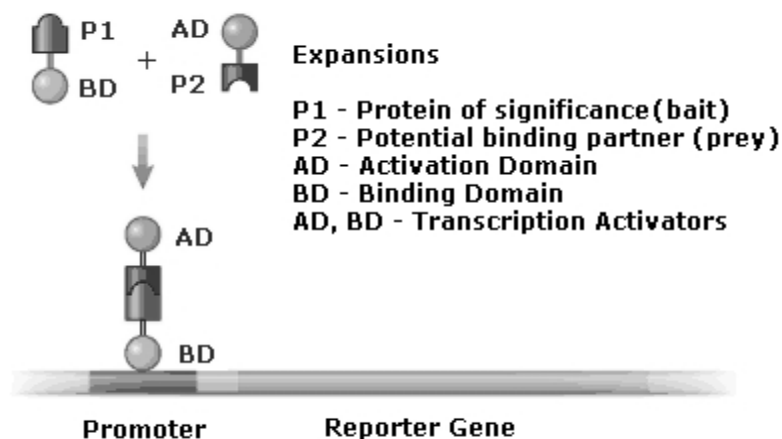 P1
AD
+
BD
P2
Expansions
P1 - Protein of significance(bait)
P2 - Potential binding partner (prey)
AD - Activation Domain
BD - Binding Domain
AD, BD - Transcription Activators
AD
BD
Promoter
Reporter Gene